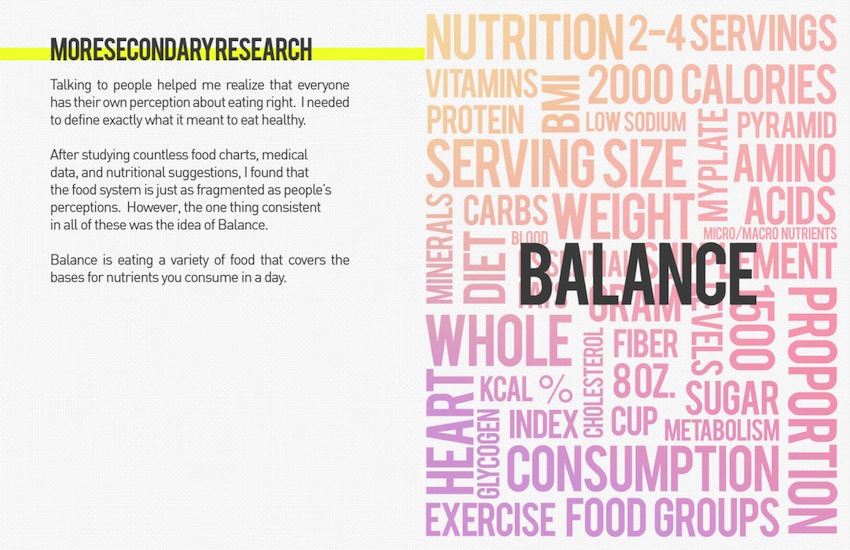 MORESECONDARYRESEARCH
Talking to people helped me realize that everyone
has their own perception about eating right. I needed
to define exactly what it meant to eat healthy.
After studying countless food charts, medical
data, and nutritional suggestions, I found that
the food system is just as fragmented as people's
perceptions. However, the one thing consistent
in all of these was the idea of Balance.
Balance is eating a variety of food that covers the
bases for nutrients you consume in a day.
NUTRITION
2-4 SERVINGS
VITAMINS
BMI
2000 CALORIES
PROTEIN
LOW SODIUM
MYPLATE
PYRAMID
SERVING SIZE
AMINO
ACIDS
MINERALS
CARBS
WEIGHT
MICRO/MACRO NUTRIENTS
DIET
BLOOD
BALANCE
1500
PROPORTION
WHOLE
CHOLESTEROL
FIBER
LEVELS
HEART
KCAL %
8 OZ.
SUGAR
GLYCOGEN
INDEX
CUP
METABOLISM
CONSUMPTION
EXERCISE
FOOD GROUPS